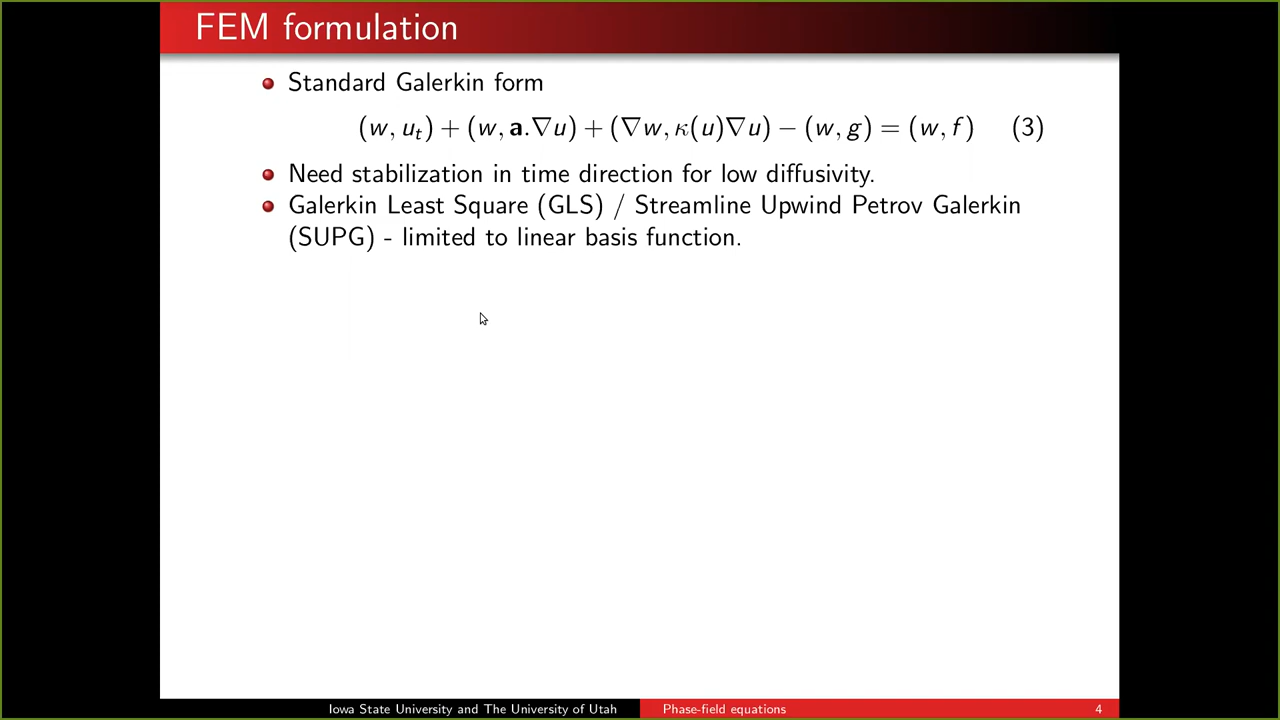 FEM formulation
Standard Galerkin form
(w, uₜ) + (w, a.∇u) + (∇w, κ(u)∇u) − (w, g) = (w, f) (3)
Need stabilization in time direction for low diffusivity.
Galerkin Least Square (GLS) / Streamline Upwind Petrov Galerkin
(SUPG) - limited to linear basis function.
Iowa State University and The University of Utah
Phase-field equations
4